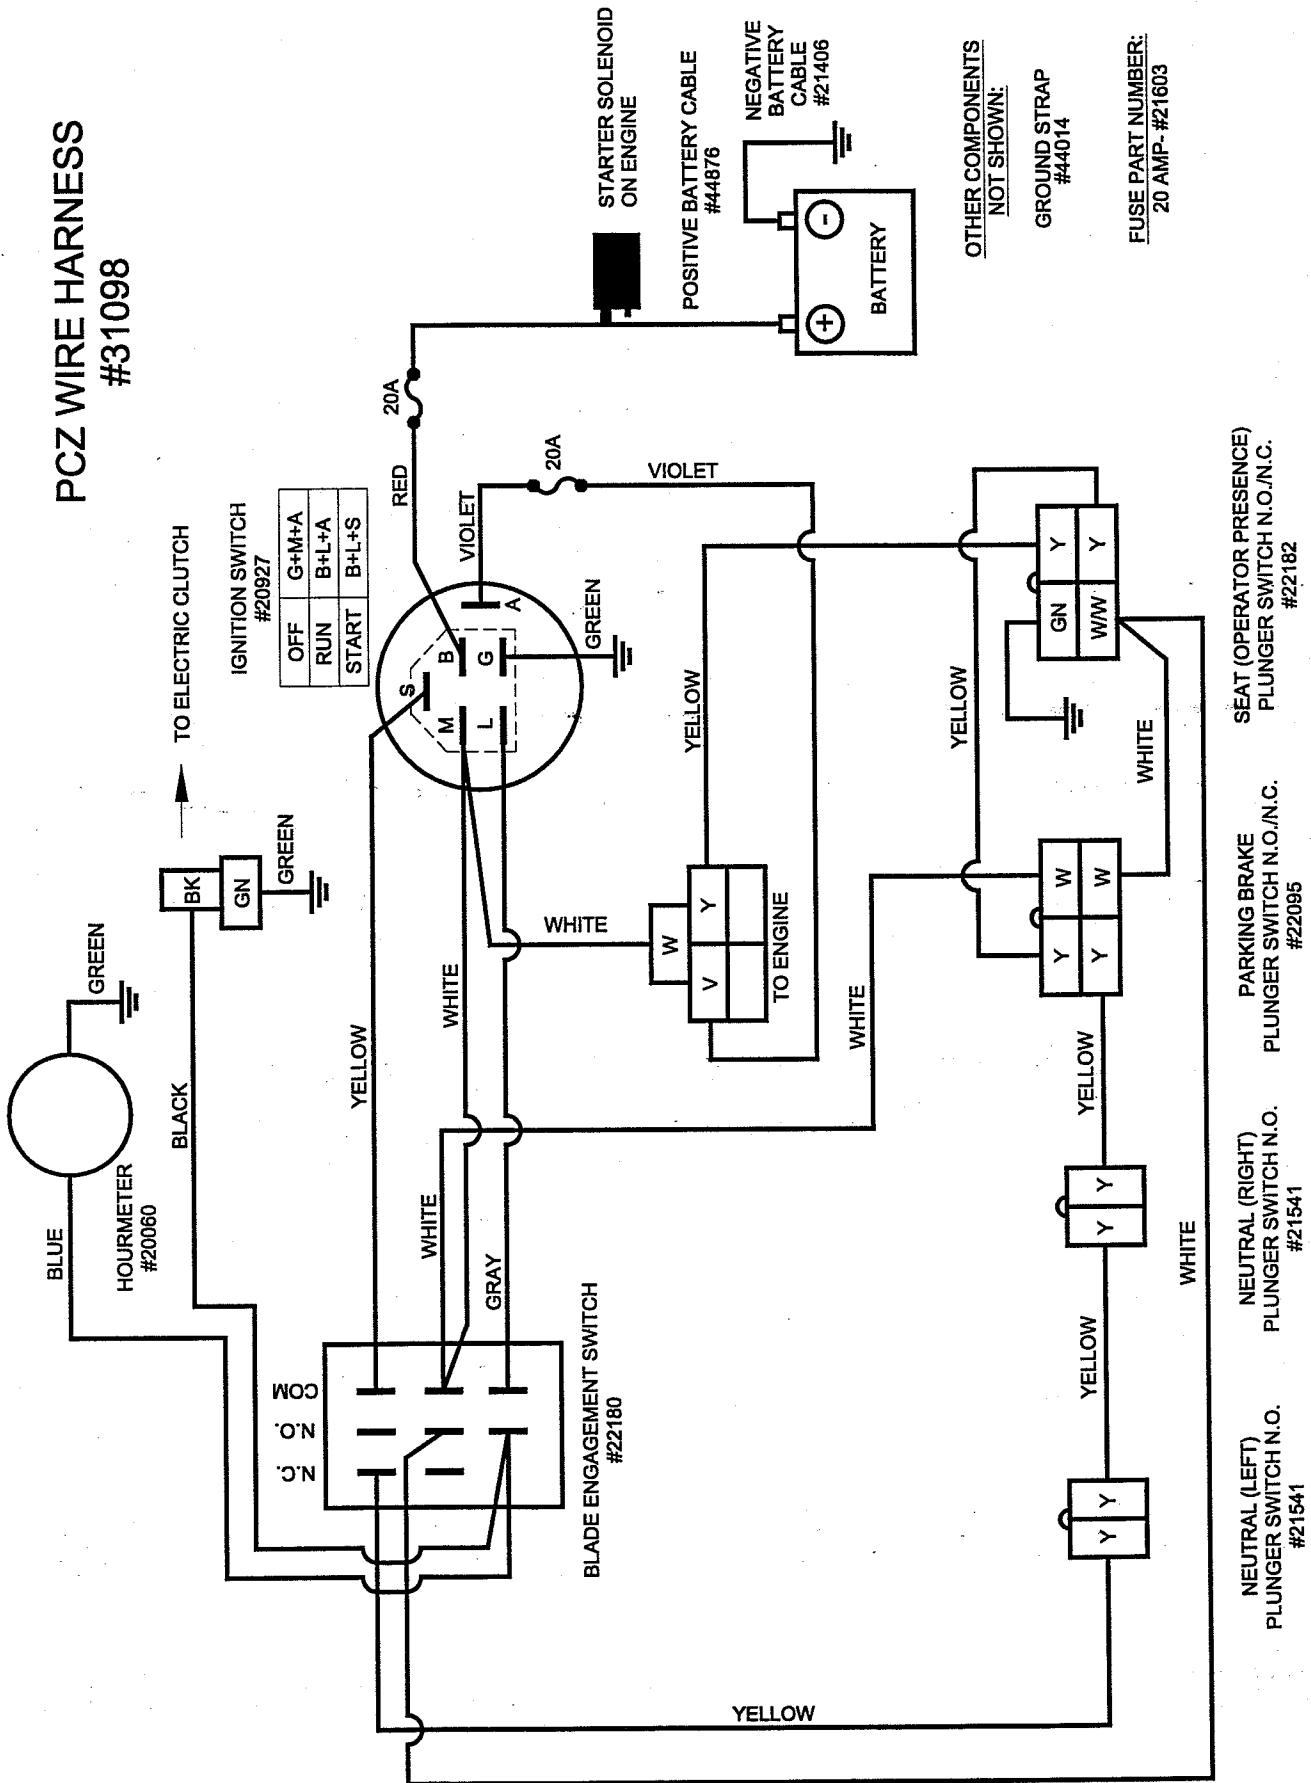 PCZ WIRE HARNESS
#31098
HOURMETER
#20060
BLUE
GREEN
BLACK
BK
GN
GREEN
TO ELECTRIC CLUTCH
IGNITION SWITCH
#20927
OFF G+M+A
RUN B+L+A
START B+L+S
S
B
M
G
L
A
RED
20A
VIOLET
20A
VIOLET
GREEN
STARTER SOLENOID
ON ENGINE
POSITIVE BATTERY CABLE
#44876
NEGATIVE
BATTERY
CABLE
#21406
+
-
BATTERY
OTHER COMPONENTS
NOT SHOWN:
GROUND STRAP
#44014
FUSE PART NUMBER:
20 AMP- #21603
YELLOW
WHITE
WHITE
GRAY
COM
N.O.
N.C.
BLADE ENGAGEMENT SWITCH
#22180
WHITE
W
V Y
TO ENGINE
YELLOW
WHITE
YELLOW
YELLOW
YELLOW
YELLOW
WHITE
WHITE
Y Y
Y Y
Y W
Y W
GN Y
W/W Y
NEUTRAL (LEFT)
PLUNGER SWITCH N.O.
#21541
NEUTRAL (RIGHT)
PLUNGER SWITCH N.O.
#21541
PARKING BRAKE
PLUNGER SWITCH N.O./N.C.
#22095
SEAT (OPERATOR PRESENCE)
PLUNGER SWITCH N.O./N.C.
#22182